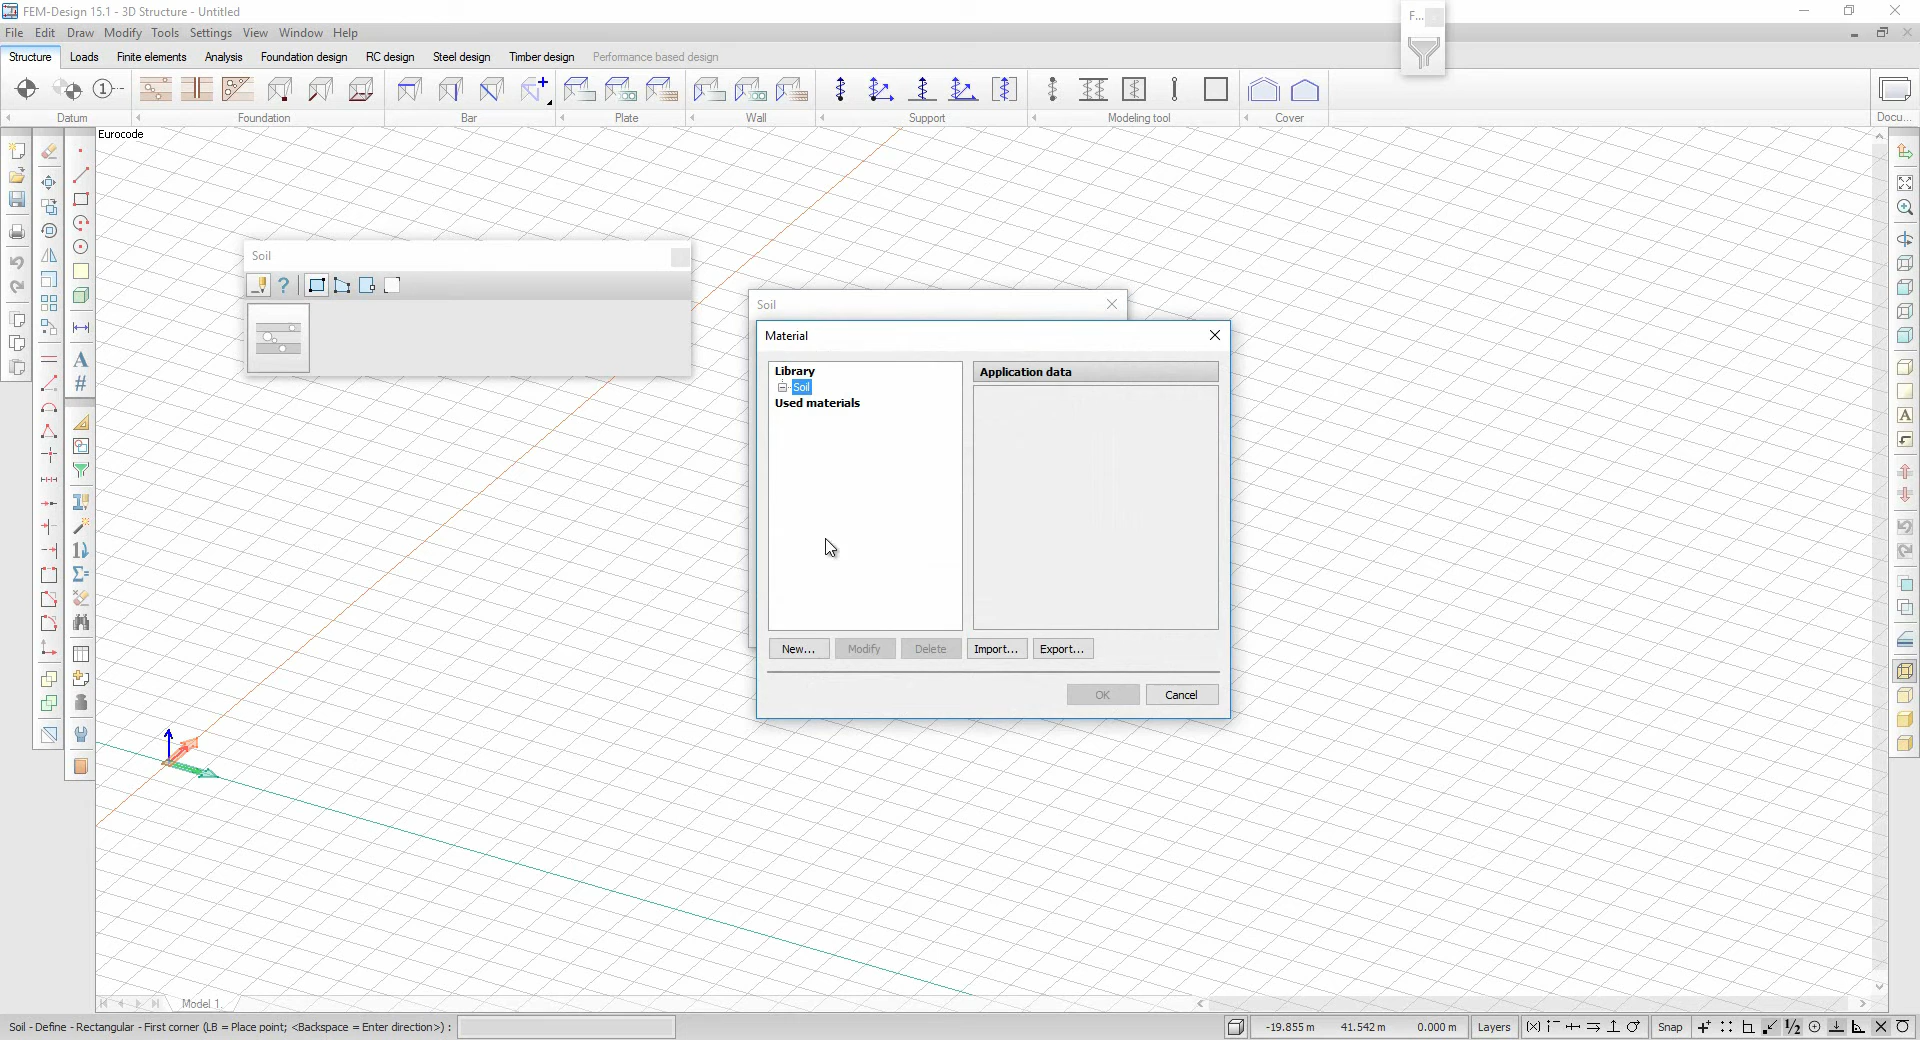 FEM-Design 15.1 - 3D Structure - Untitled
F...
File Edit Draw Modify Tools Settings View Window Help
Structure Loads Finite elements Analysis Foundation design RC design Steel design Timber design Performance based design
1
Datum Foundation Bar Plate Wall Support Modeling tool Cover Docu...
Eurocode
Soil
?
Soil
Material
Library
Soil
Used materials
Application data
New... Modify Delete Import... Export...
OK Cancel
A
#
A
Model 1
Soil - Define - Rectangular - First corner (LB = Place point; <Backspace = Enter direction>) :
-19.855 m 41.542 m 0.000 m Layers Snap 1/2